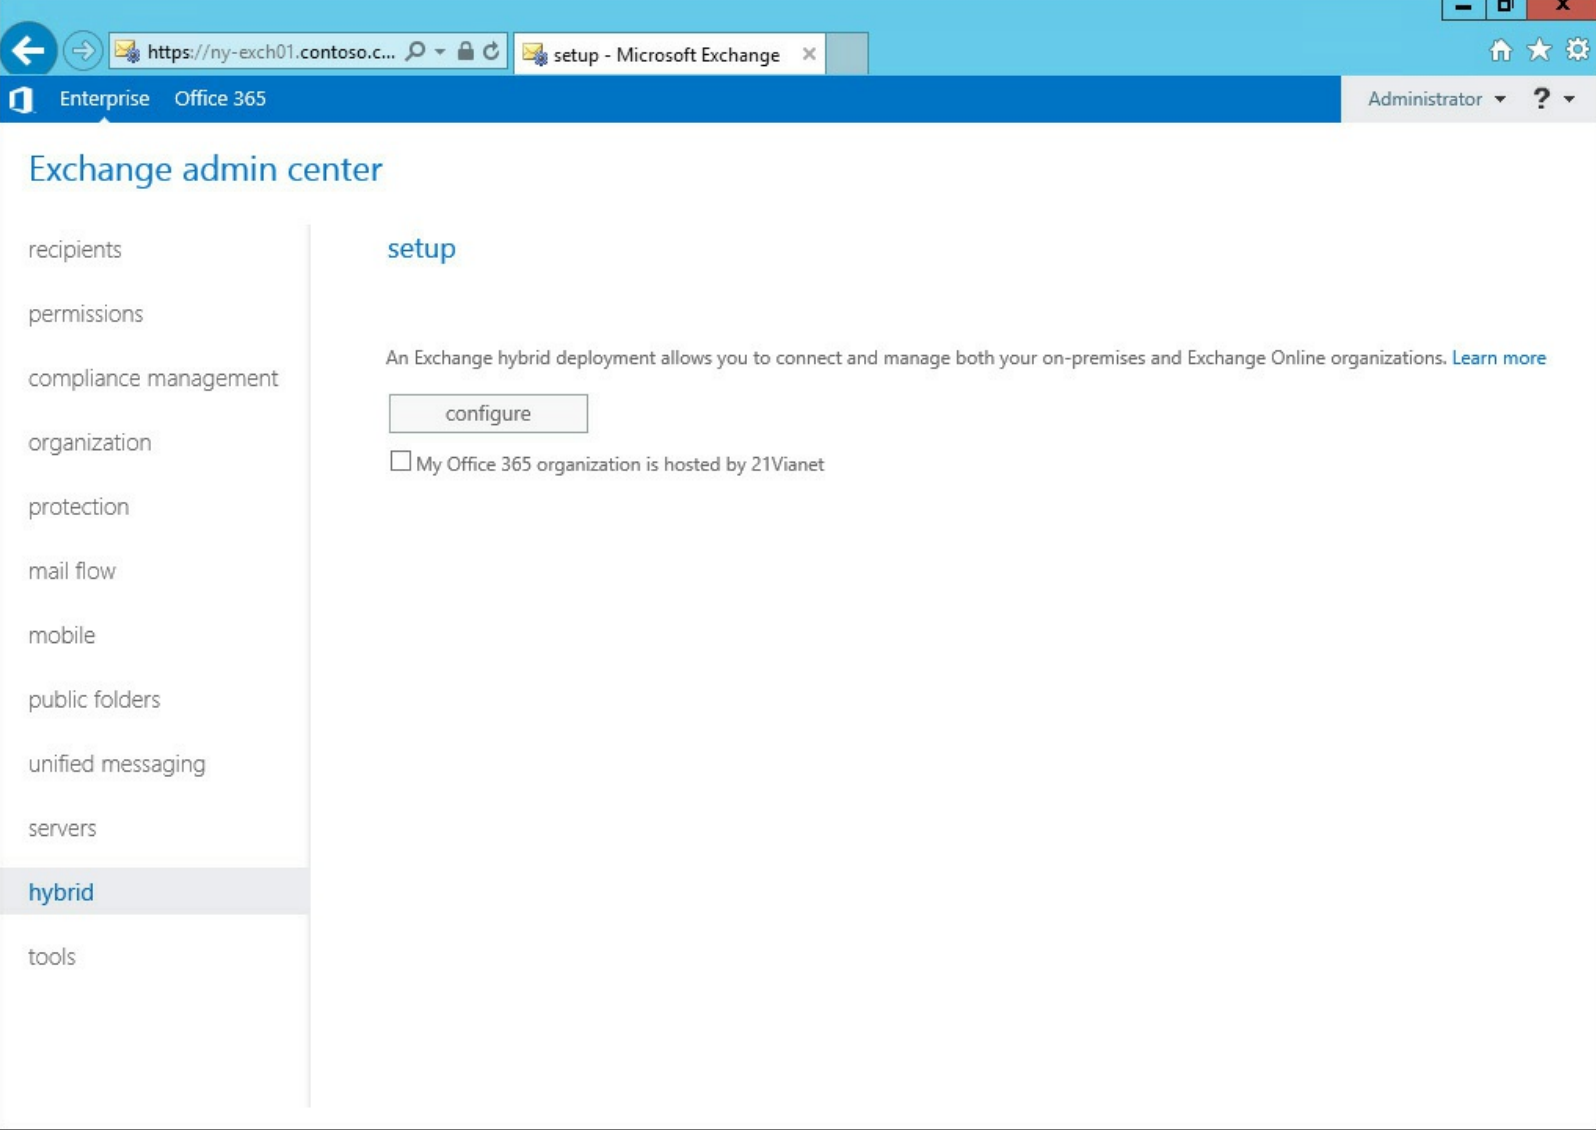 https://ny-exch01.contoso.c...
setup - Microsoft Exchange
Enterprise Office 365
Administrator ?
Exchange admin center
recipients
permissions
compliance management
organization
protection
mail flow
mobile
public folders
unified messaging
servers
hybrid
tools
setup
An Exchange hybrid deployment allows you to connect and manage both your on-premises and Exchange Online organizations. Learn more
configure
My Office 365 organization is hosted by 21Vianet